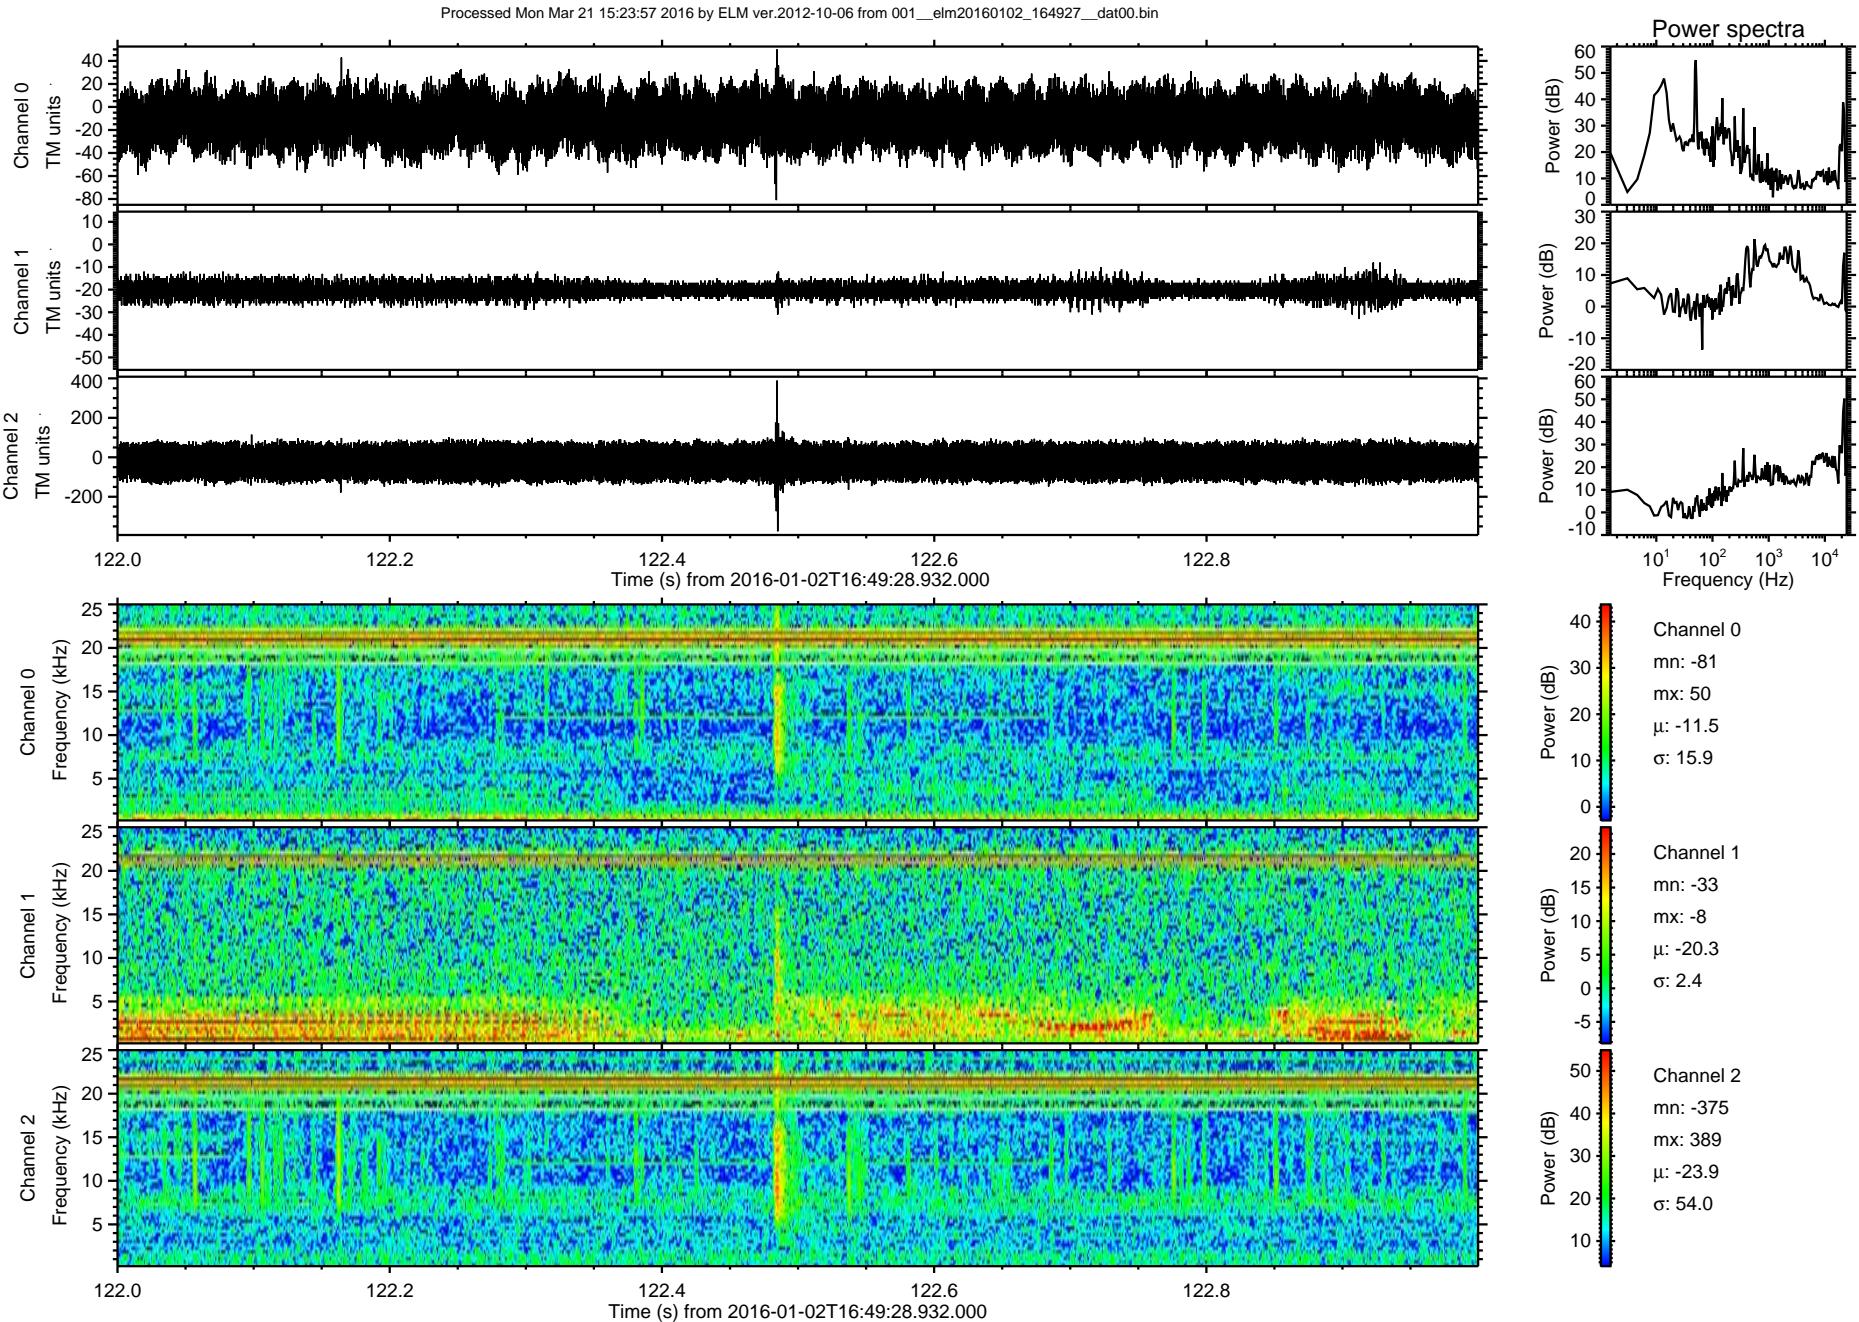 Processed Mon Mar 21 15:23:57 2016 by ELM ver.2012-10-06 from 001__elm20160102_164927__dat00.bin
Power spectra
Channel 0
TM units
40
20
0
-20
-40
-60
-80
Power (dB)
60
50
40
30
20
10
0
Channel 1
TM units
10
0
-10
-20
-30
-40
-50
Power (dB)
30
20
10
0
-10
-20
Channel 2
TM units
400
200
0
-200
Power (dB)
60
50
40
30
20
10
0
-10
122.0 122.2 122.4 122.6 122.8
Time (s) from 2016-01-02T16:49:28.932.000
10¹ 10² 10³ 10⁴
Frequency (Hz)
Channel 0
Frequency (kHz)
25
20
15
10
5
Power (dB)
40
30
20
10
0
Channel 0
mn: -81
mx: 50
µ: -11.5
σ: 15.9
Channel 1
Frequency (kHz)
25
20
15
10
5
Power (dB)
20
15
10
5
0
-5
Channel 1
mn: -33
mx: -8
µ: -20.3
σ: 2.4
Channel 2
Frequency (kHz)
25
20
15
10
5
Power (dB)
50
40
30
20
10
Channel 2
mn: -375
mx: 389
µ: -23.9
σ: 54.0
122.0 122.2 122.4 122.6 122.8
Time (s) from 2016-01-02T16:49:28.932.000